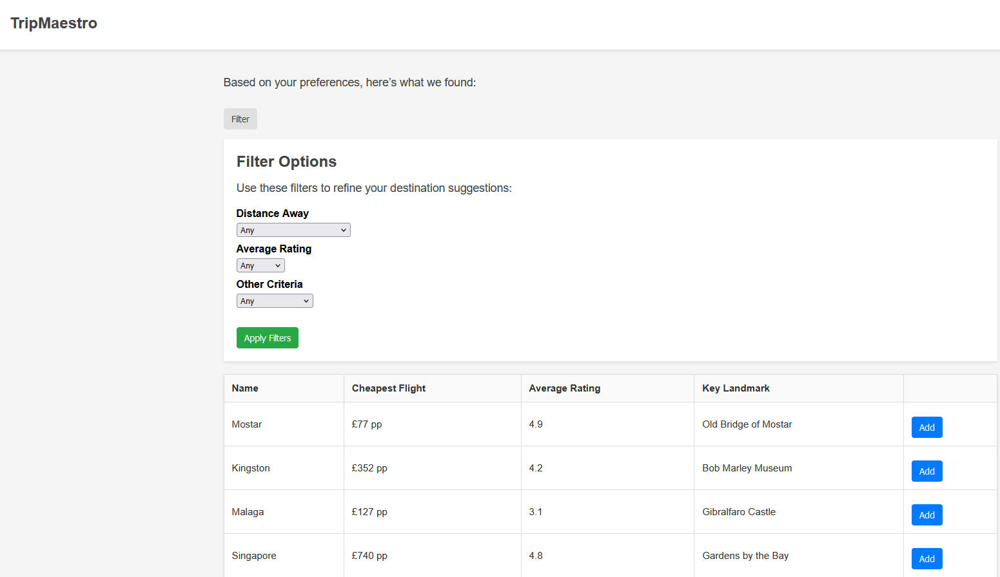 TripMaestro
Based on your preferences, here’s what we found:
Filter
Filter Options
Use these filters to refine your destination suggestions:
Distance Away
Any
Average Rating
Any
Other Criteria
Any
Apply Filters
Name Cheapest Flight Average Rating Key Landmark
Mostar £77 pp 4.9 Old Bridge of Mostar Add
Kingston £352 pp 4.2 Bob Marley Museum Add
Malaga £127 pp 3.1 Gibralfaro Castle Add
Singapore £740 pp 4.8 Gardens by the Bay Add